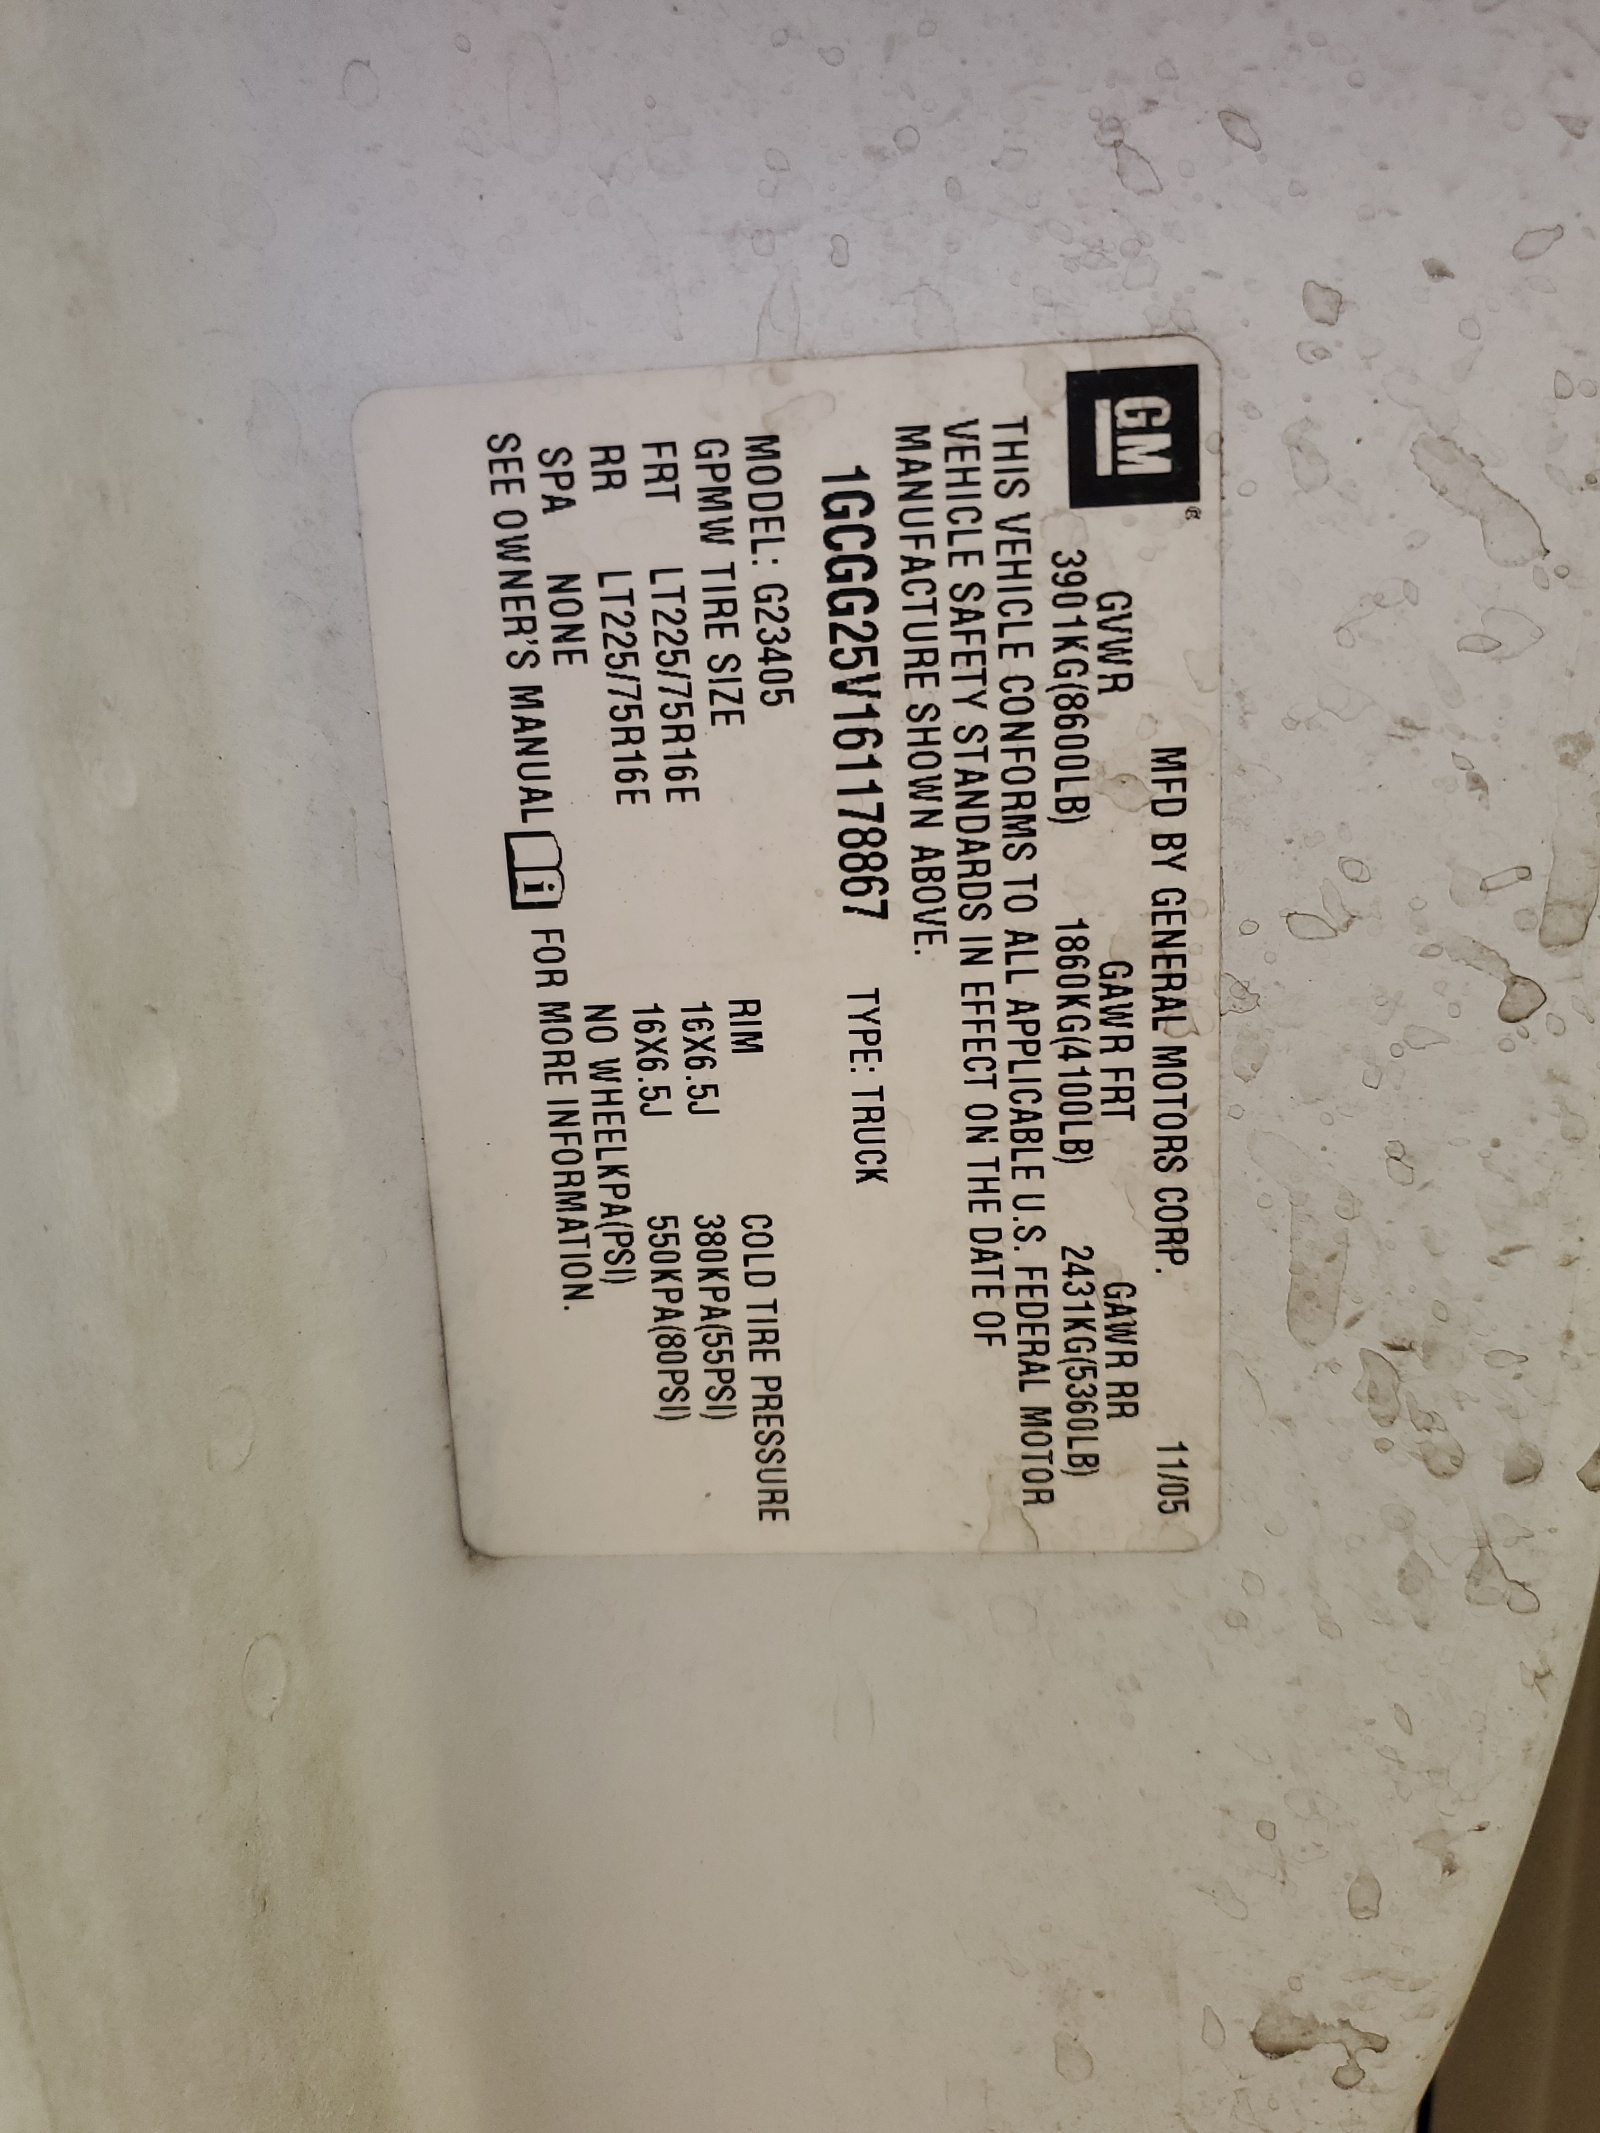 GM®
MFD BY GENERAL MOTORS CORP. 11/05
GVWR GAWR FRT GAWR RR
3901KG(8600LB) 1860KG(4100LB) 2431KG(5360LB)
THIS VEHICLE CONFORMS TO ALL APPLICABLE U.S. FEDERAL MOTOR
VEHICLE SAFETY STANDARDS IN EFFECT ON THE DATE OF
MANUFACTURE SHOWN ABOVE.
1GCGG25V161178867 TYPE: TRUCK
MODEL: G23405
GPMW TIRE SIZE RIM COLD TIRE PRESSURE
FRT LT225/75R16E 16X6.5J 380KPA(55PSI)
RR LT225/75R16E 16X6.5J 550KPA(80PSI)
SPA NONE NO WHEELKPA(PSI)
SEE OWNER'S MANUAL FOR MORE INFORMATION.